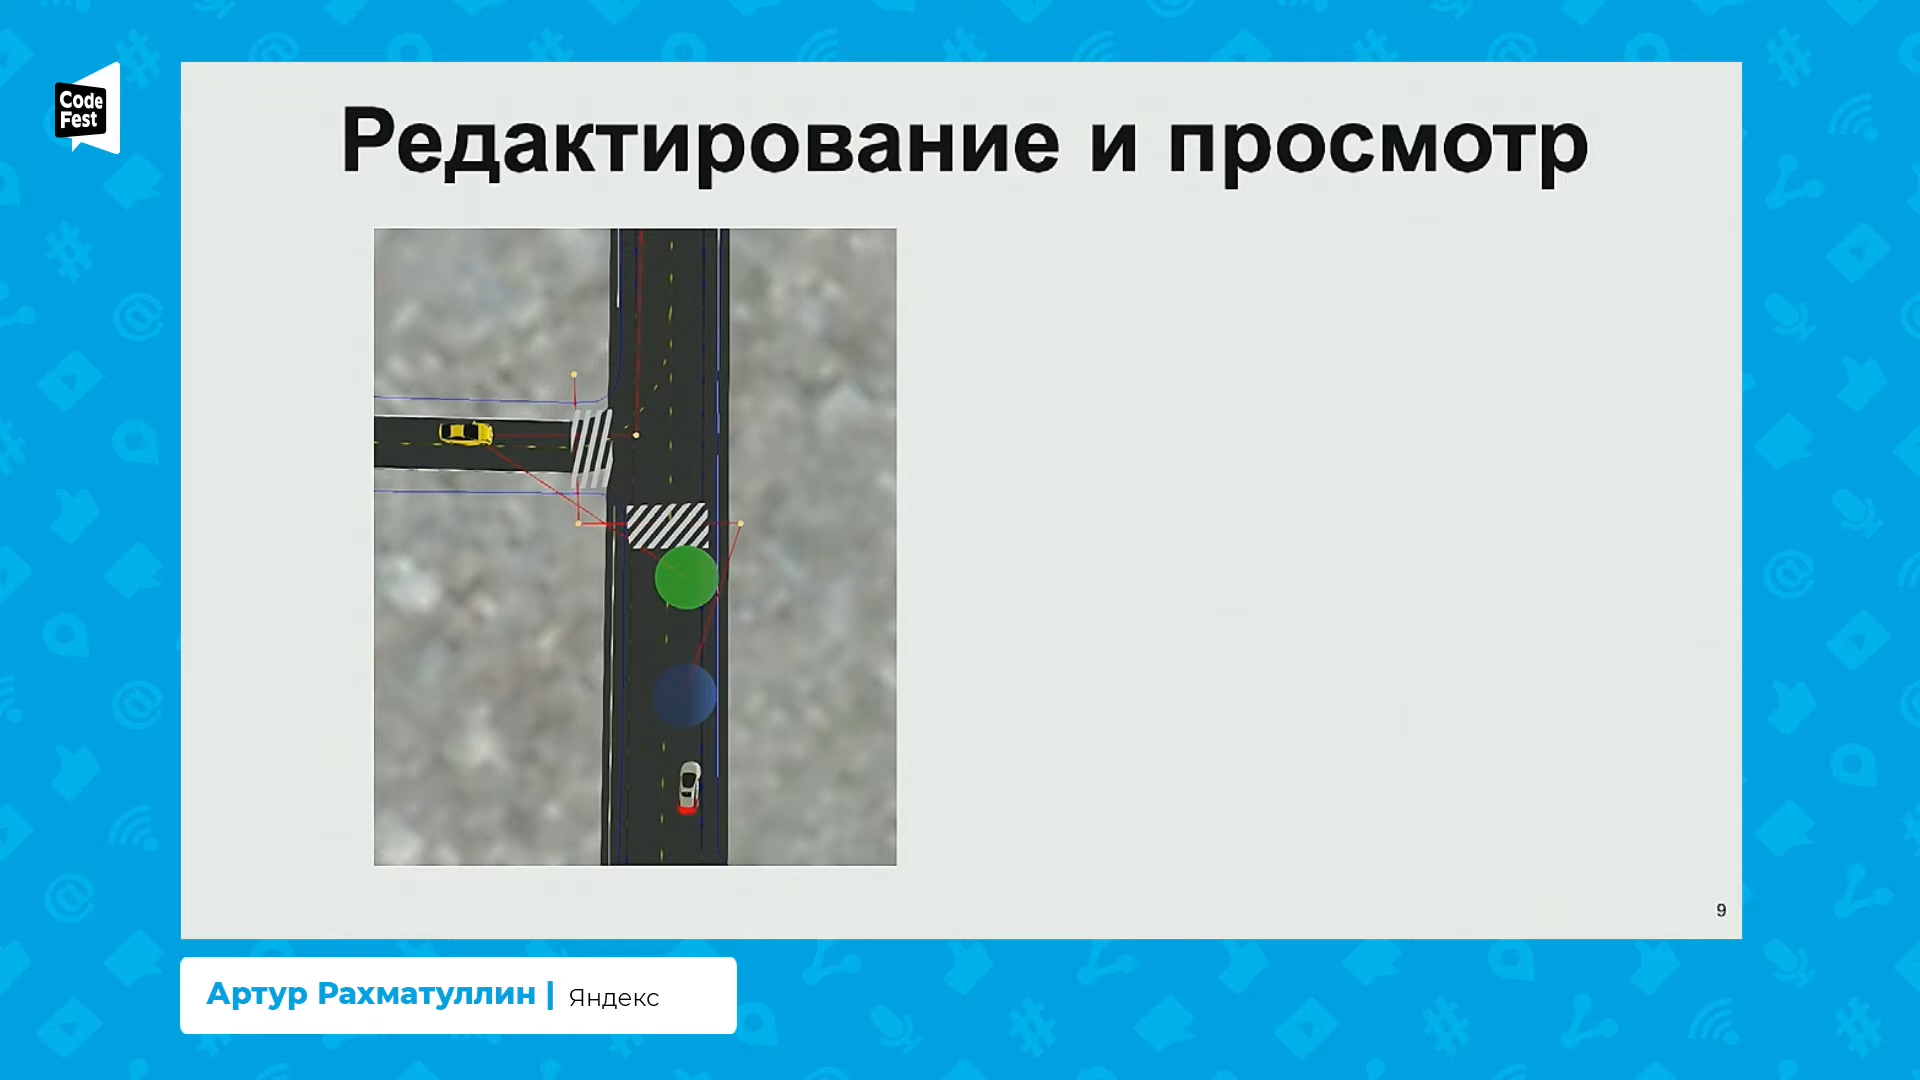 Code
Fest
Редактирование и просмотр
9
Артур Рахматуллин | Яндекс